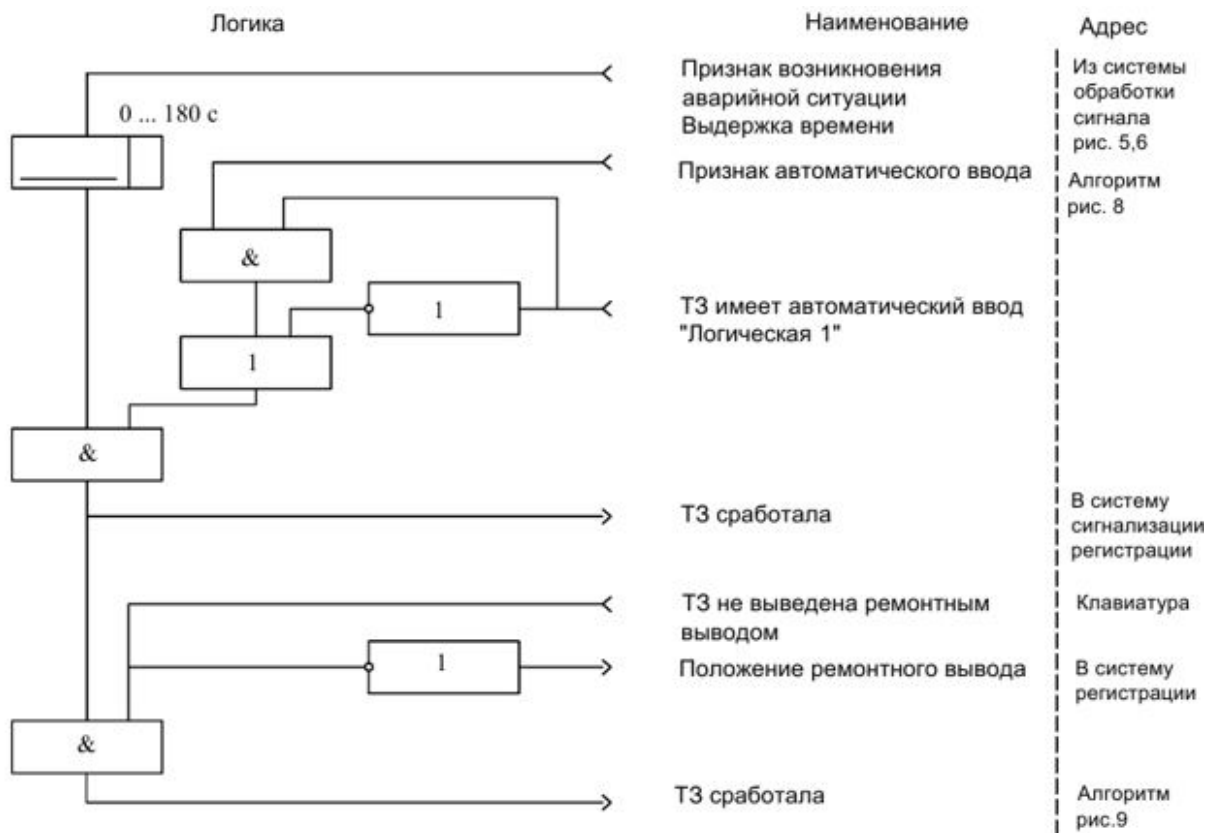 Логика
Наименование
Адрес
Признак возникновения
аварийной ситуации
Выдержка времени
Из системы
обработки
сигнала
рис. 5,6
0 ... 180 с
Признак автоматического ввода
Алгоритм
рис. 8
&
1
ТЗ имеет автоматический ввод
"Логическая 1"
1
&
ТЗ сработала
В систему
сигнализации
регистрации
ТЗ не выведена ремонтным
выводом
Клавиатура
1
Положение ремонтного вывода
В систему
регистрации
&
ТЗ сработала
Алгоритм
рис.9